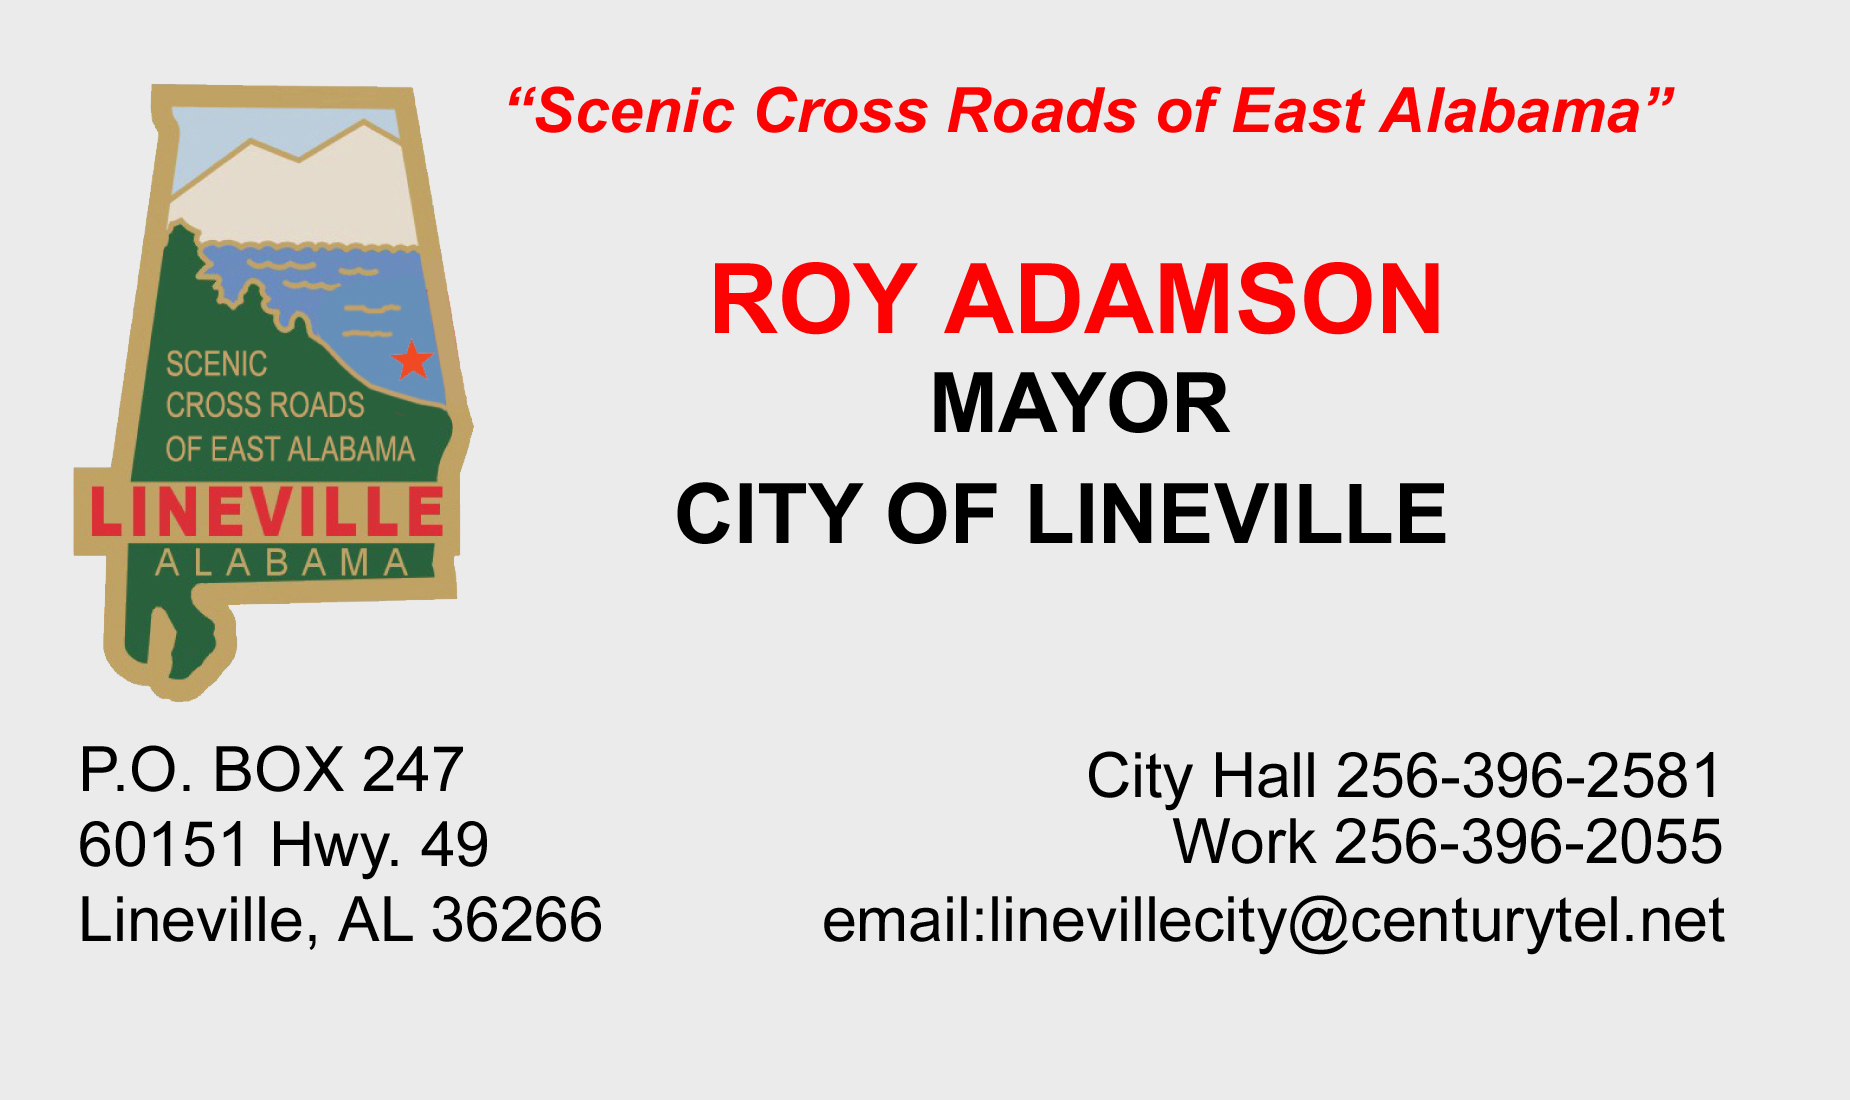 “Scenic Cross Roads of East Alabama”
ROY ADAMSON
MAYOR
CITY OF LINEVILLE
SCENIC
CROSS ROADS
OF EAST ALABAMA
LINEVILLE
ALABAMA
P.O. BOX 247
60151 Hwy. 49
Lineville, AL 36266
City Hall 256-396-2581
Work 256-396-2055
email:linevillecity@centurytel.net